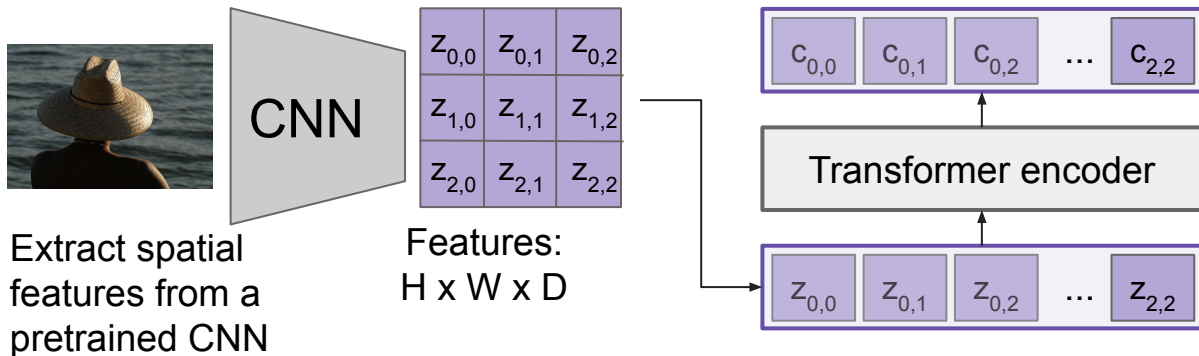 CNN
z0,0 z0,1 z0,2
z1,0 z1,1 z1,2
z2,0 z2,1 z2,2
Extract spatial
features from a
pretrained CNN
Features:
H x W x D
c0,0 c0,1 c0,2 ... c2,2
Transformer encoder
z0,0 z0,1 z0,2 ... z2,2